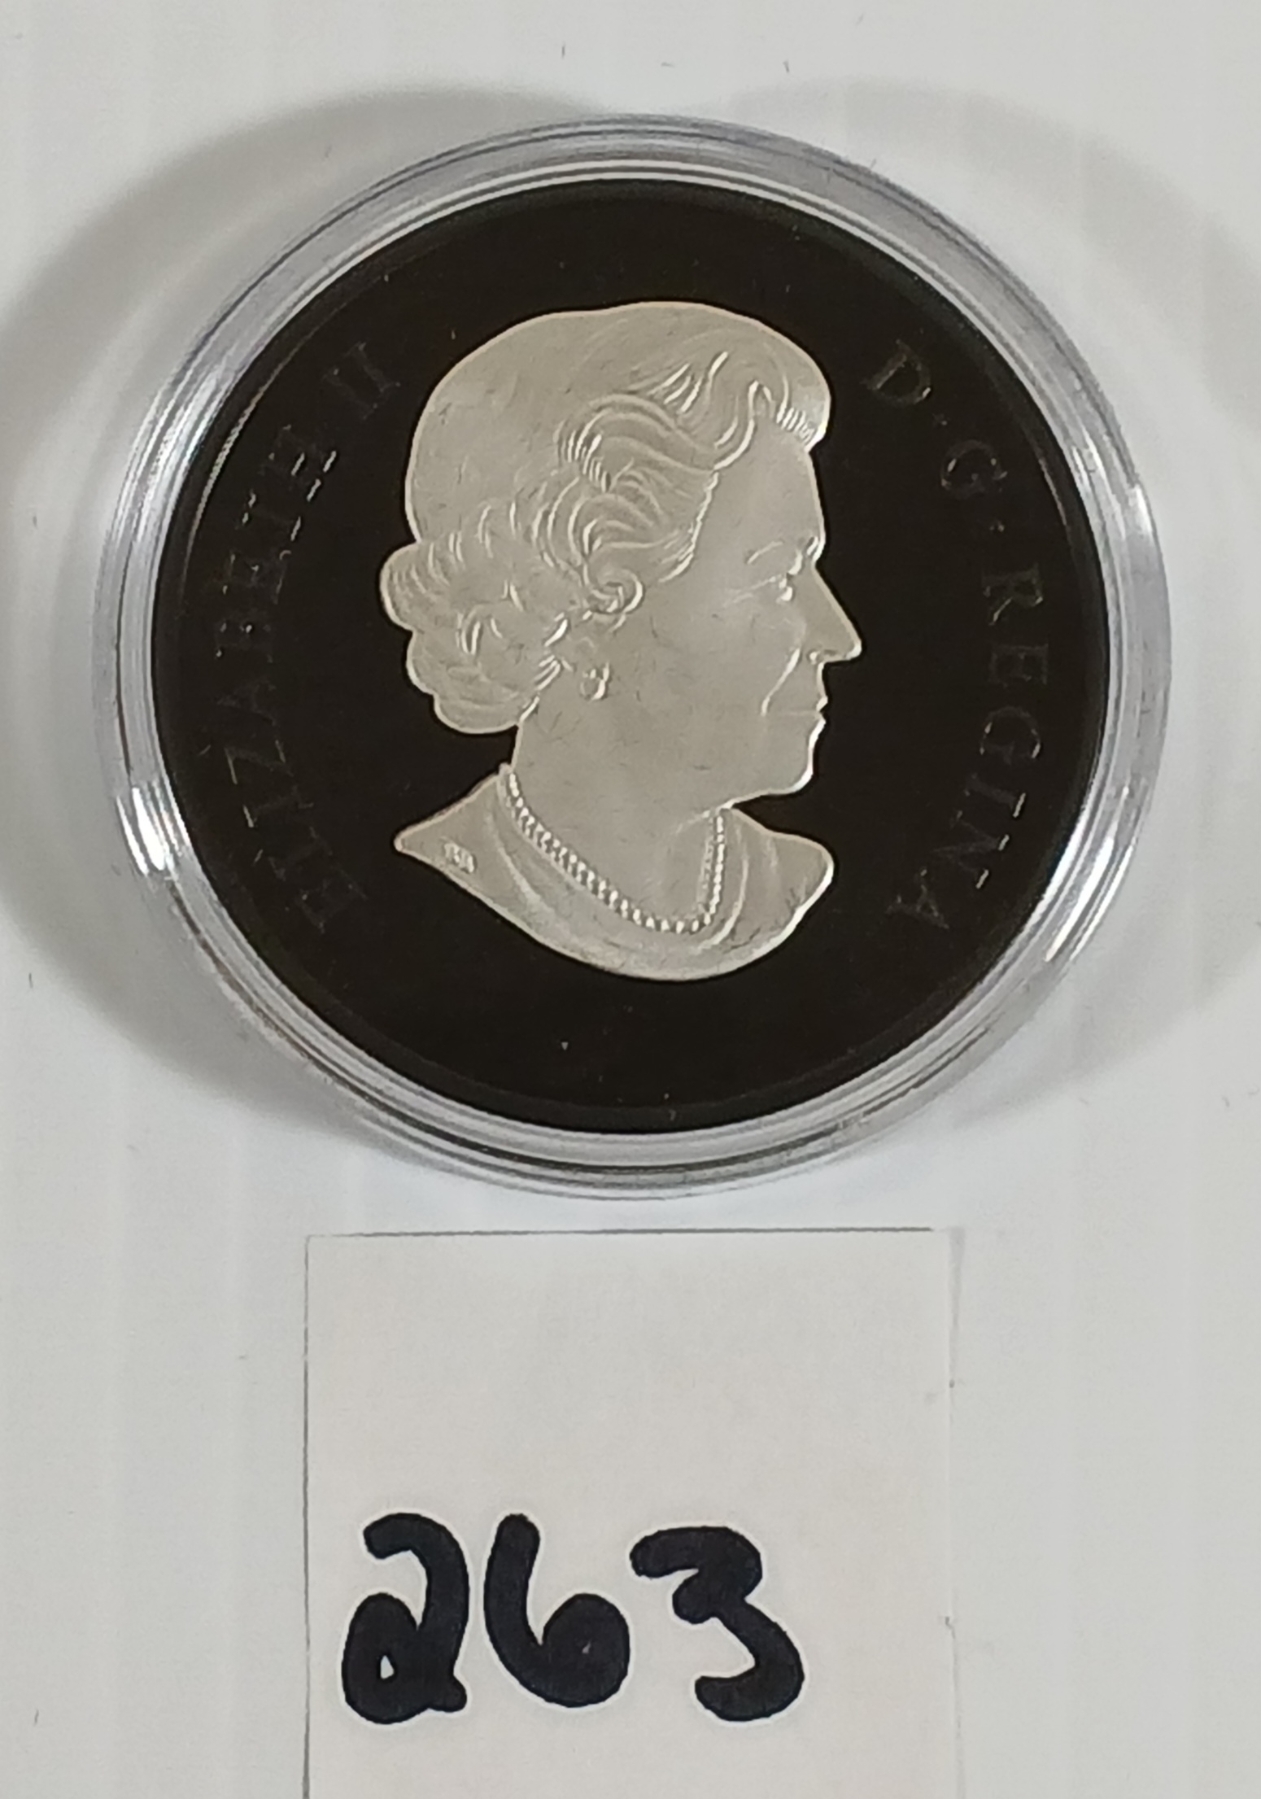 ELIZABETH II
D·G·REGINA
263